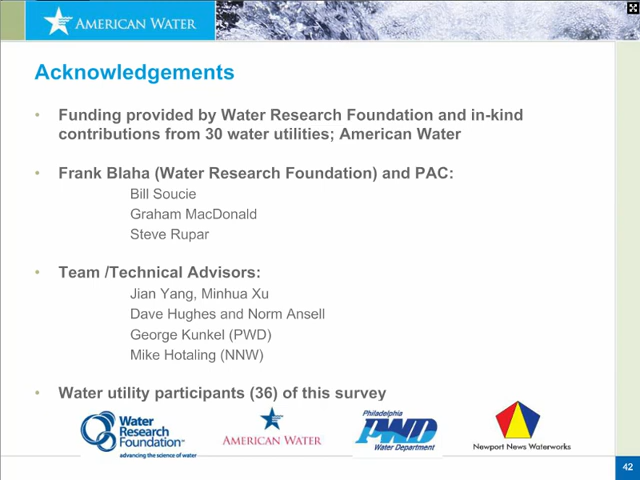 AMERICAN WATER
Acknowledgements
• Funding provided by Water Research Foundation and in-kind
contributions from 30 water utilities; American Water
• Frank Blaha (Water Research Foundation) and PAC:
Bill Soucie
Graham MacDonald
Steve Rupar
• Team /Technical Advisors:
Jian Yang, Minhua Xu
Dave Hughes and Norm Ansell
George Kunkel (PWD)
Mike Hotaling (NNW)
• Water utility participants (36) of this survey
Water
Research
Foundation™
advancing the science of water
AMERICAN WATER
Philadelphia
PWD
Water Department
Newport News Waterworks
42